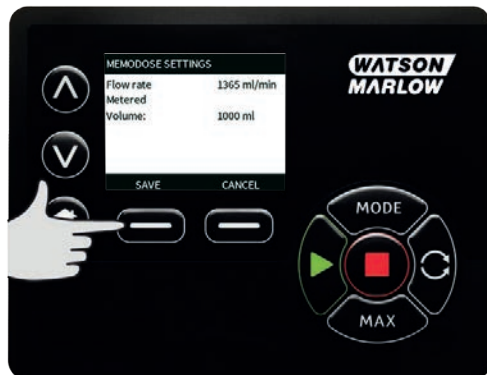 MEMODOSE SETTINGS
Flow rate 1365 ml/min
Metered
Volume: 1000 ml
SAVE CANCEL
WATSON
MARLOW
MODE
MAX